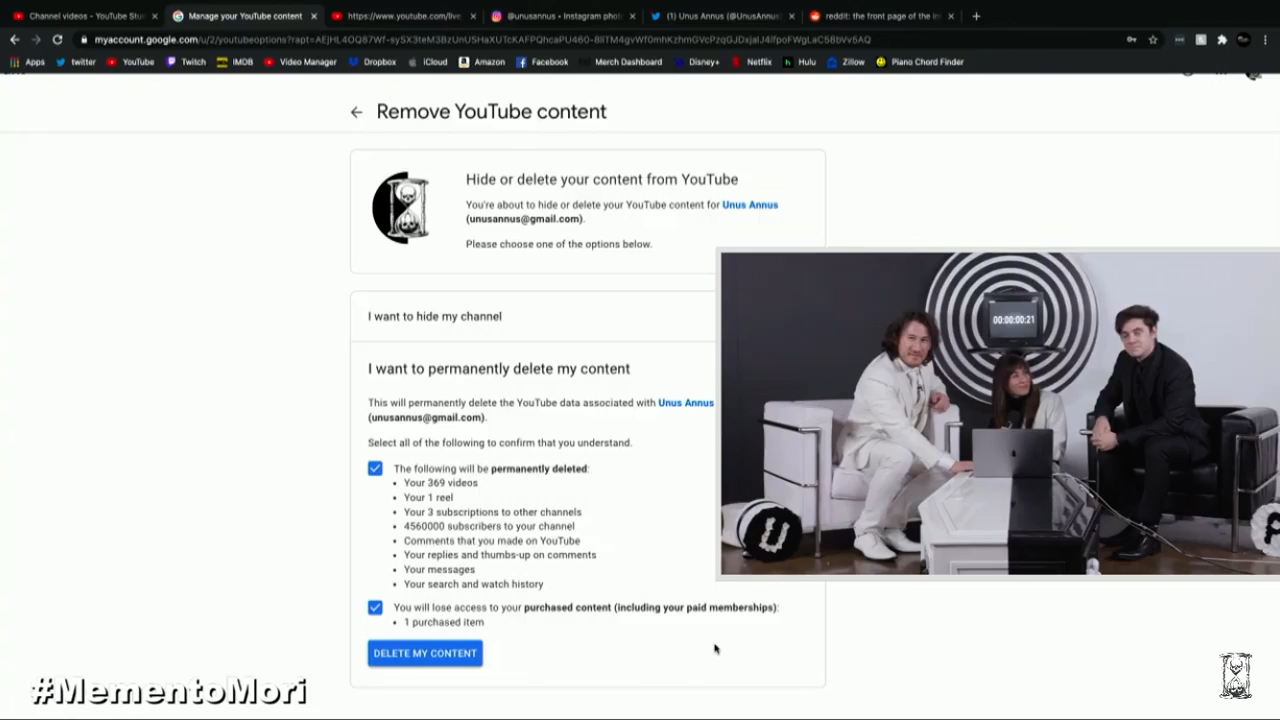 Channel videos - YouTube Stu
Manage your YouTube content
https://www.youtube.com/live
@unusannus • Instagram phot
(1) Unus Annus (@UnusAnnus
reddit: the front page of the in
Apps
twitter
YouTube
Twitch
IMDB
Video Manager
Dropbox
iCloud
Amazon
Facebook
Merch Dashboard
Disney+
Netflix
Hulu
Zillow
Piano Chord Finder
Remove YouTube content
Hide or delete your content from YouTube
You're about to hide or delete your YouTube content for Unus Annus
(unusannus@gmail.com).
Please choose one of the options below.
I want to hide my channel
00:00:00:21
I want to permanently delete my content
This will permanently delete the YouTube data associated with Unus Annus
(unusannus@gmail.com).
Select all of the following to confirm that you understand.
The following will be permanently deleted:
• Your 369 videos
• Your 1 reel
• Your 3 subscriptions to other channels
• 4560000 subscribers to your channel
• Comments that you made on YouTube
• Your replies and thumbs-up on comments
• Your messages
• Your search and watch history
U
You will lose access to your purchased content (including your paid memberships):
• 1 purchased item
DELETE MY CONTENT
#MementoMori